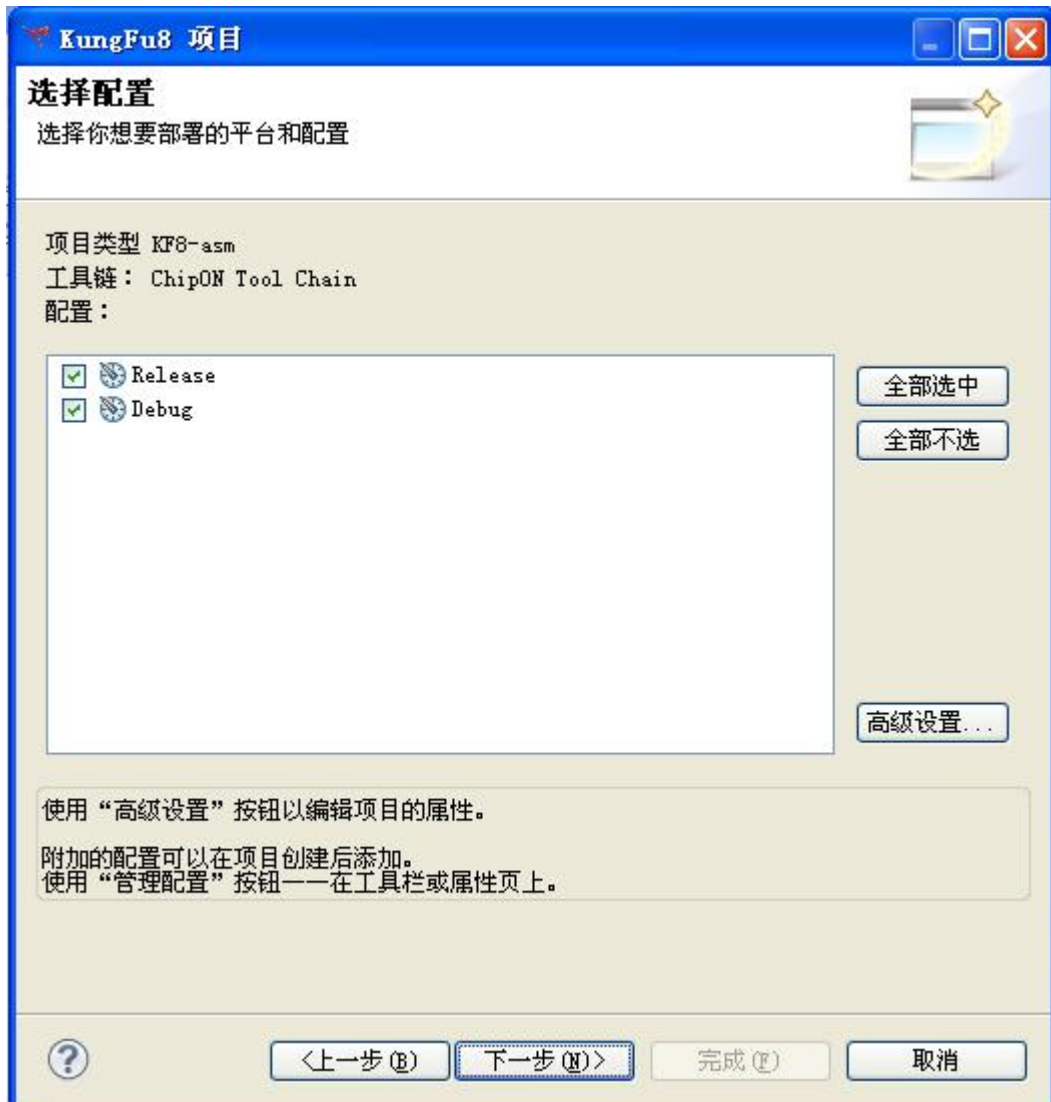 KungFu8 项目
选择配置
选择你想要部署的平台和配置
项目类型 KF8-asm
工具链： ChipON Tool Chain
配置：
Release
Debug
全部选中
全部不选
高级设置...
使用“高级设置”按钮以编辑项目的属性。
附加的配置可以在项目创建后添加。
使用“管理配置”按钮——在工具栏或属性页上。
?
<上一步(B) 下一步(N)> 完成(F) 取消